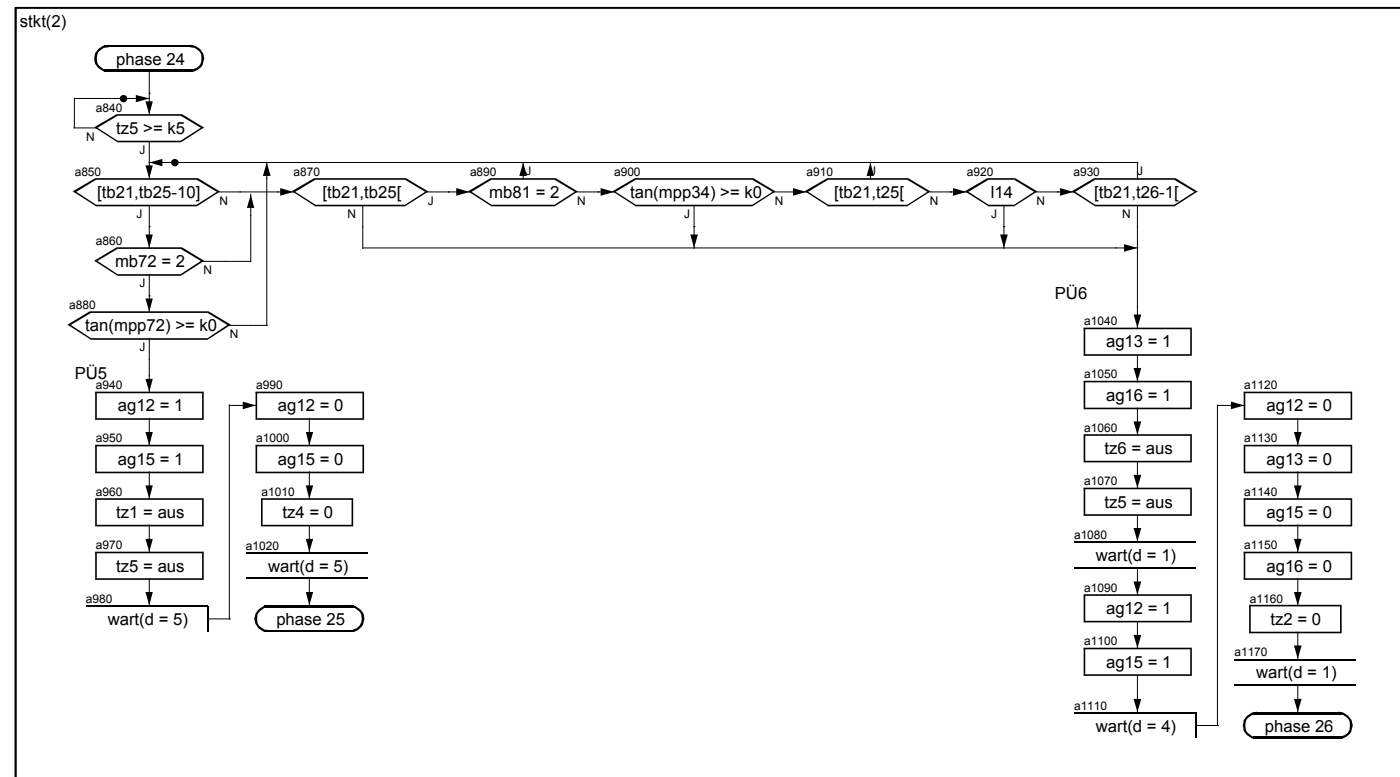 stkt(2)
phase 24
a840
tz5 >= k5
N
J
a850
[tb21,tb25-10]
N
J
a870
[tb21,tb25[
J
N
a890
mb81 = 2
J
N
a900
tan(mpp34) >= k0
N
J
a910
[tb21,t25[
J
N
a920
l14
N
J
a930
[tb21,t26-1[
J
N
a860
mb72 = 2
N
J
a880
tan(mpp72) >= k0
N
J
PÜ5
a940
ag12 = 1
a950
ag15 = 1
a960
tz1 = aus
a970
tz5 = aus
a980
wart(d = 5)
a990
ag12 = 0
a1000
ag15 = 0
a1010
tz4 = 0
a1020
wart(d = 5)
phase 25
PÜ6
a1040
ag13 = 1
a1050
ag16 = 1
a1060
tz6 = aus
a1070
tz5 = aus
a1080
wart(d = 1)
a1090
ag12 = 1
a1100
ag15 = 1
a1110
wart(d = 4)
a1120
ag12 = 0
a1130
ag13 = 0
a1140
ag15 = 0
a1150
ag16 = 0
a1160
tz2 = 0
a1170
wart(d = 1)
phase 26